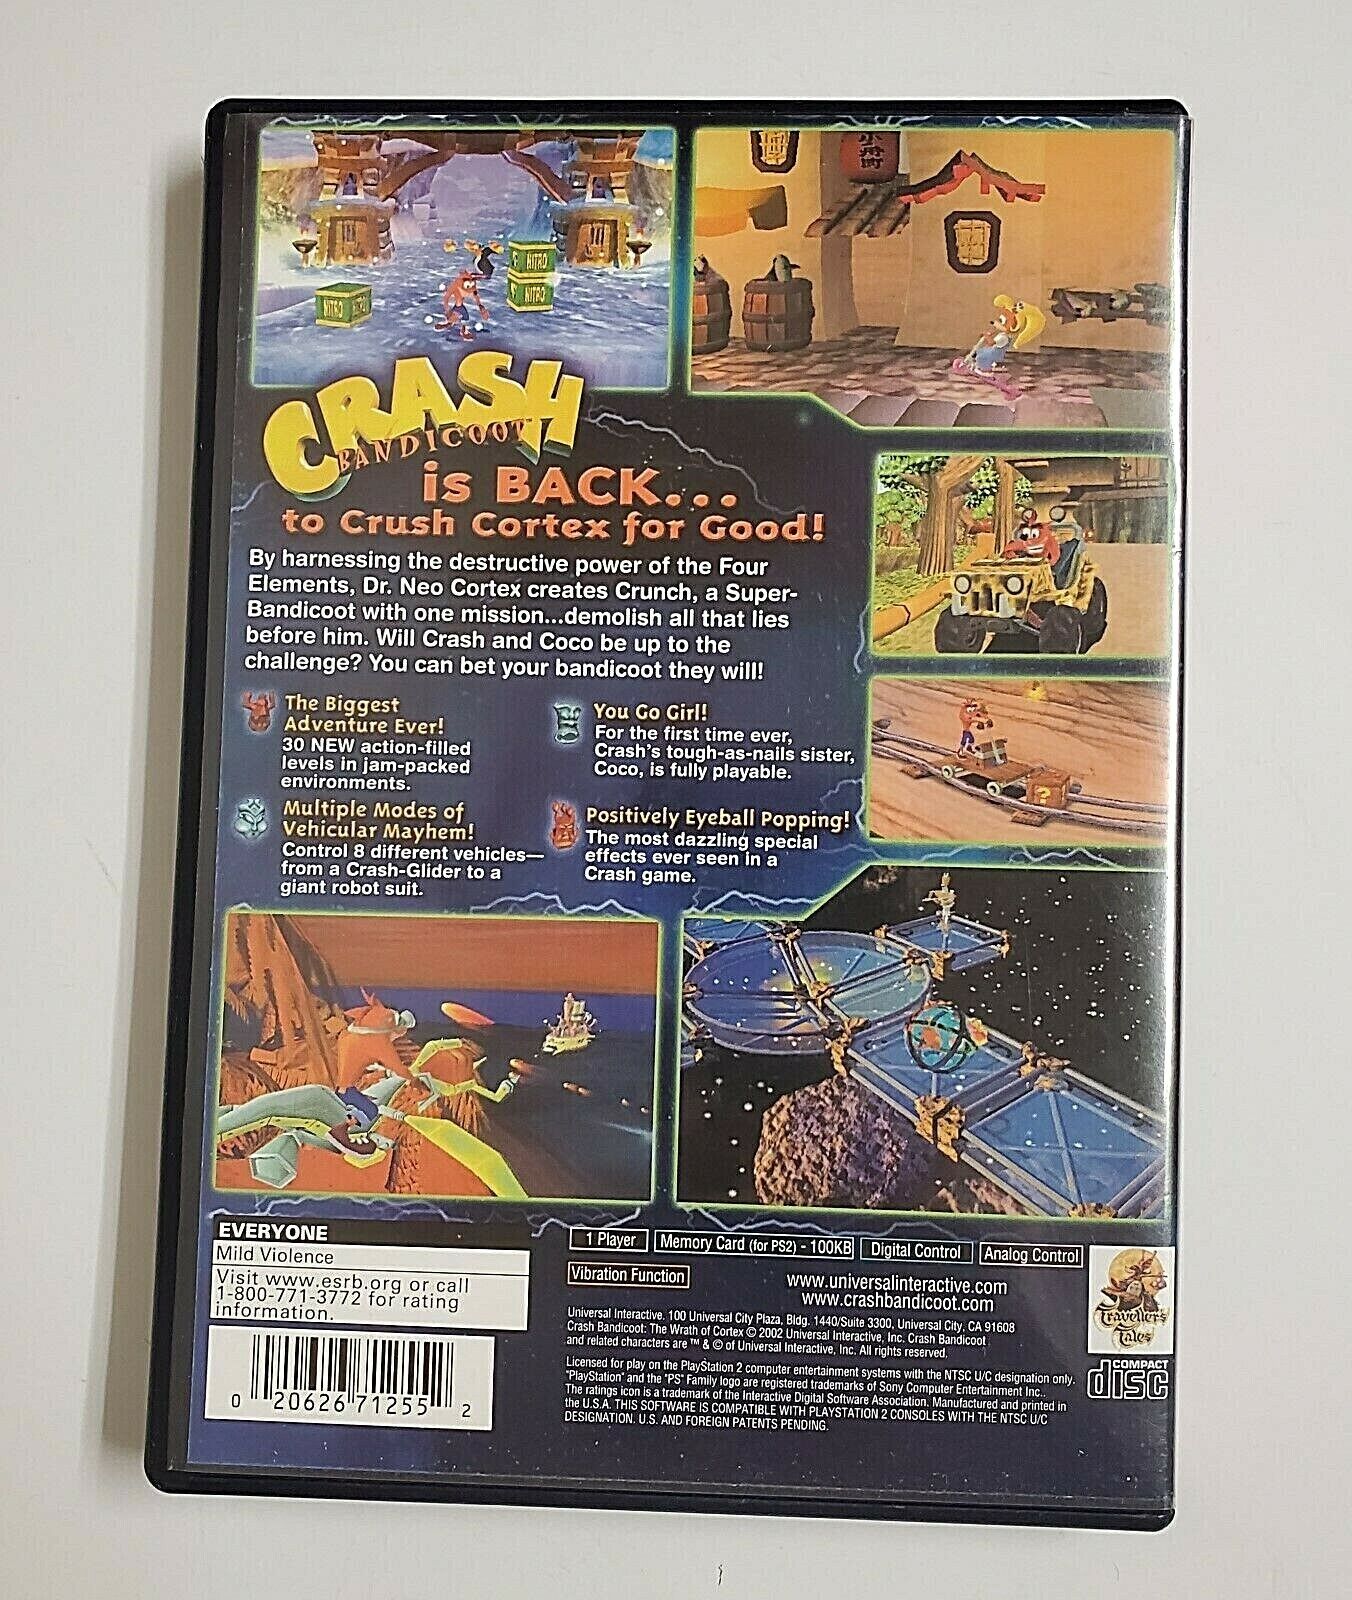 NITRO NITRO
NITRO
NITRO
小舟町
CRASH
BANDICOOT
is BACK...
to Crush Cortex for Good!
By harnessing the destructive power of the Four
Elements, Dr. Neo Cortex creates Crunch, a Super-
Bandicoot with one mission...demolish all that lies
before him. Will Crash and Coco be up to the
challenge? You can bet your bandicoot they will!
The Biggest
Adventure Ever!
30 NEW action-filled
levels in jam-packed
environments.
You Go Girl!
For the first time ever,
Crash's tough-as-nails sister,
Coco, is fully playable.
Multiple Modes of
Vehicular Mayhem!
Control 8 different vehicles—
from a Crash-Glider to a
giant robot suit.
Positively Eyeball Popping!
The most dazzling special
effects ever seen in a
Crash game.
?
EVERYONE
Mild Violence
Visit www.esrb.org or call
1-800-771-3772 for rating
information.
0 20626 71255 2
1 Player
Memory Card (for PS2) - 100KB
Digital Control
Analog Control
Vibration Function
www.universalinteractive.com
www.crashbandicoot.com
Universal Interactive. 100 Universal City Plaza, Bldg. 1440/Suite 3300, Universal City, CA 91608
Crash Bandicoot: The Wrath of Cortex © 2002 Universal Interactive, Inc. Crash Bandicoot
and related characters are ™ & © of Universal Interactive, Inc. All rights reserved.
Licensed for play on the PlayStation 2 computer entertainment systems with the NTSC U/C designation only.
"PlayStation" and the "PS" Family logo are registered trademarks of Sony Computer Entertainment Inc..
The ratings icon is a trademark of the Interactive Digital Software Association. Manufactured and printed in
the U.S.A. THIS SOFTWARE IS COMPATIBLE WITH PLAYSTATION 2 CONSOLES WITH THE NTSC U/C
DESIGNATION. U.S. AND FOREIGN PATENTS PENDING.
Traveller's
Tales
COMPACT
disc